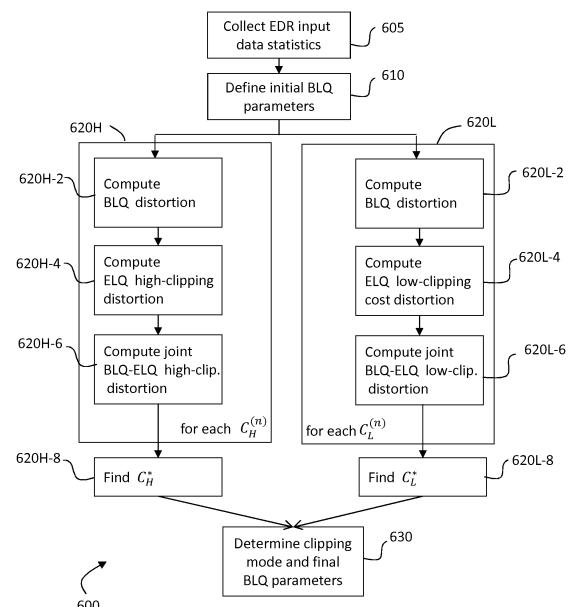 Collect EDR input
data statistics
605
Define initial BLQ
parameters
610
620H
620H-2
Compute
BLQ distortion
620H-4
Compute
ELQ high-clipping
distortion
620H-6
Compute joint
BLQ-ELQ high-clip.
distortion
for each C_H^(n)
620H-8
Find C_H^*
620L
620L-2
Compute
BLQ distortion
620L-4
Compute
ELQ low-clipping
cost distortion
620L-6
Compute joint
BLQ-ELQ low-clip.
distortion
for each C_L^(n)
620L-8
Find C_L^*
Determine clipping
mode and final
BLQ parameters
630
600